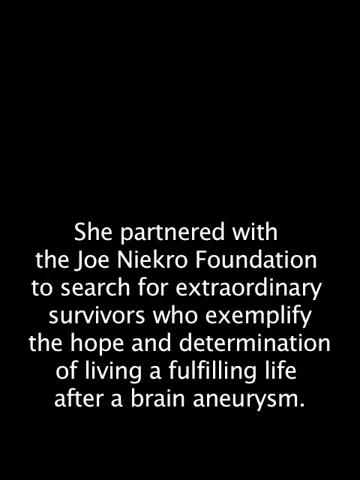 She partnered with
the Joe Niekro Foundation
to search for extraordinary
survivors who exemplify
the hope and determination
of living a fulfilling life
after a brain aneurysm.